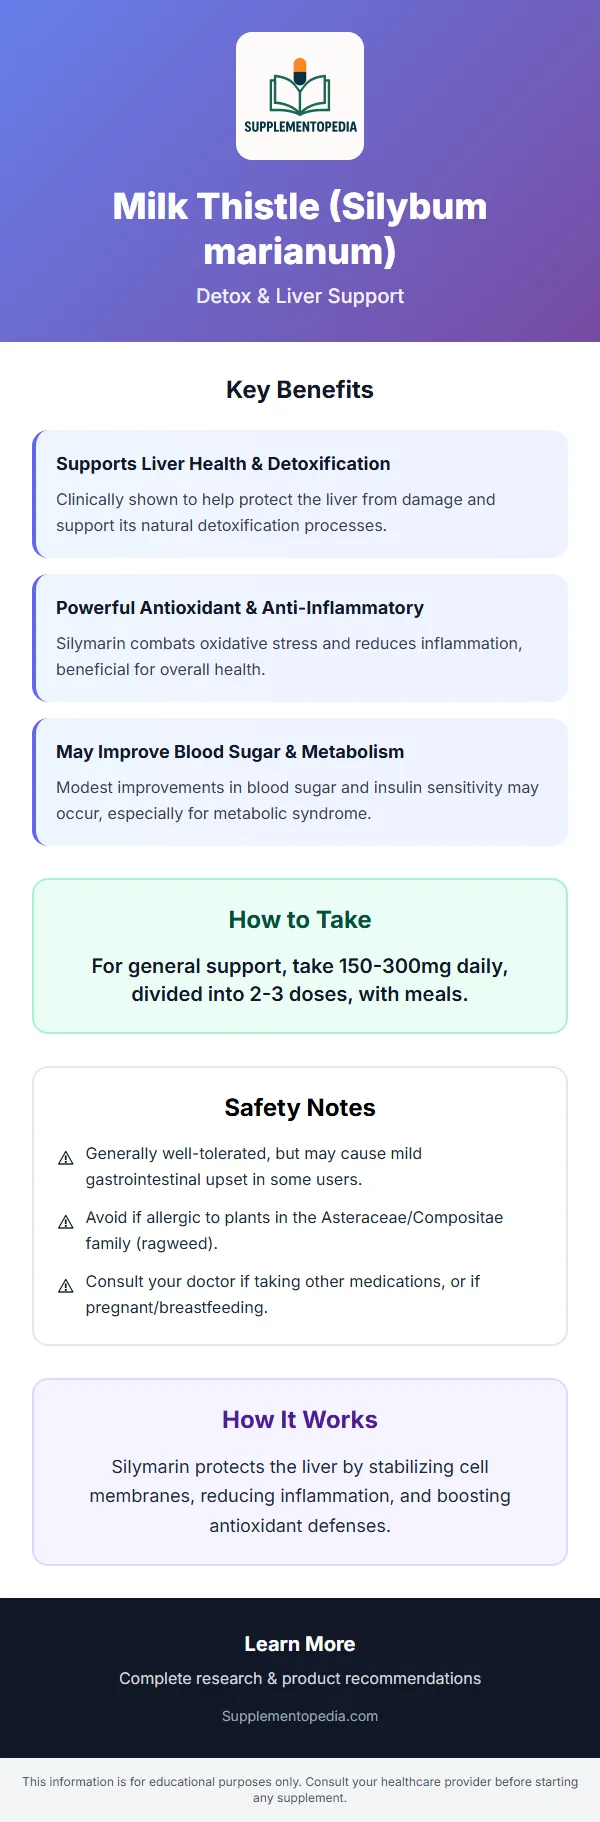 SUPPLEMENTOPEDIA
Milk Thistle (Silybum
marianum)
Detox & Liver Support
Key Benefits
Supports Liver Health & Detoxification
Clinically shown to help protect the liver from damage and
support its natural detoxification processes.
Powerful Antioxidant & Anti-Inflammatory
Silymarin combats oxidative stress and reduces inflammation,
beneficial for overall health.
May Improve Blood Sugar & Metabolism
Modest improvements in blood sugar and insulin sensitivity may
occur, especially for metabolic syndrome.
How to Take
For general support, take 150-300mg daily,
divided into 2-3 doses, with meals.
Safety Notes
⚠ Generally well-tolerated, but may cause mild
gastrointestinal upset in some users.
⚠ Avoid if allergic to plants in the Asteraceae/Compositae
family (ragweed).
⚠ Consult your doctor if taking other medications, or if
pregnant/breastfeeding.
How It Works
Silymarin protects the liver by stabilizing cell
membranes, reducing inflammation, and boosting
antioxidant defenses.
Learn More
Complete research & product recommendations
Supplementopedia.com
This information is for educational purposes only. Consult your healthcare provider before starting
any supplement.